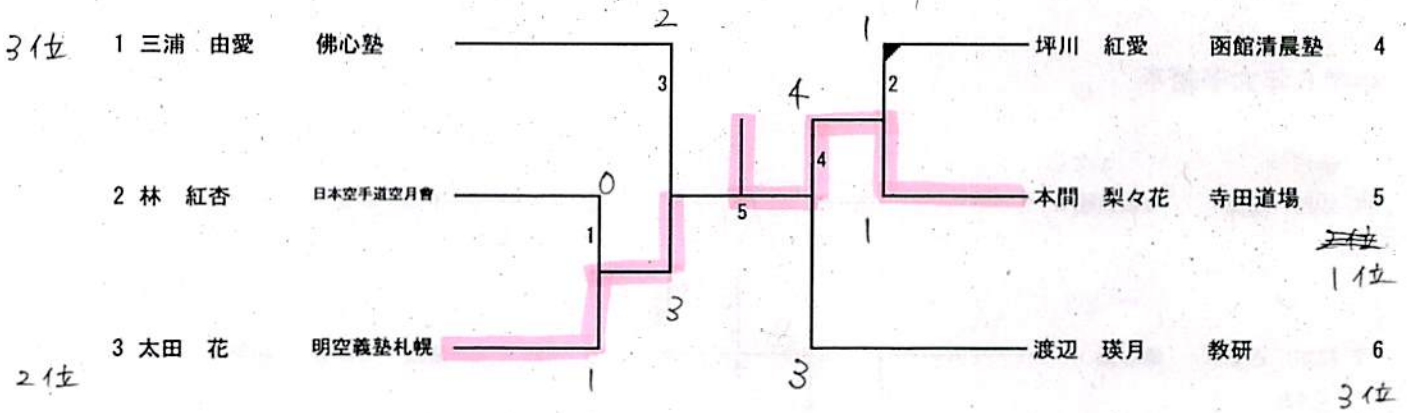 2 1
3位 1 三浦 由愛 佛心塾 坪川 紅愛 函館清晨塾 4
3 4 2
4
2 林 紅杏 日本空手道空月會 0 本間 梨々花 寺田道場 5
5
1 1 2位
1位
3
3 太田 花 明空義塾札幌 渡辺 瑛月 教研 6
2位 1 3 3位